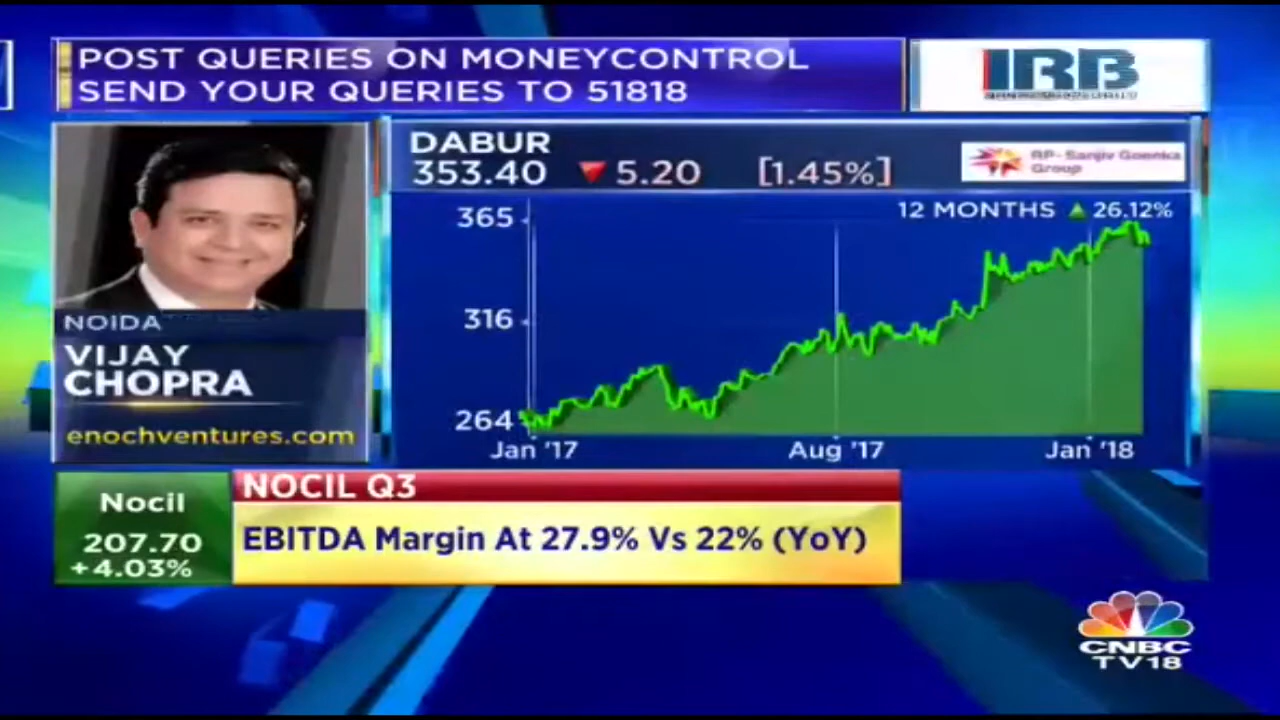 POST QUERIES ON MONEYCONTROL
SEND YOUR QUERIES TO 51818
IRB
DABUR
353.40 ▼ 5.20 [1.45%]
RP-Sanjiv Goenka
Group
12 MONTHS ▲ 26.12%
365
316
264
Jan '17 Aug '17 Jan '18
NOIDA
VIJAY
CHOPRA
enochventures.com
Nocil
207.70
+4.03%
NOCIL Q3
EBITDA Margin At 27.9% Vs 22% (YoY)
CNBC
TV18